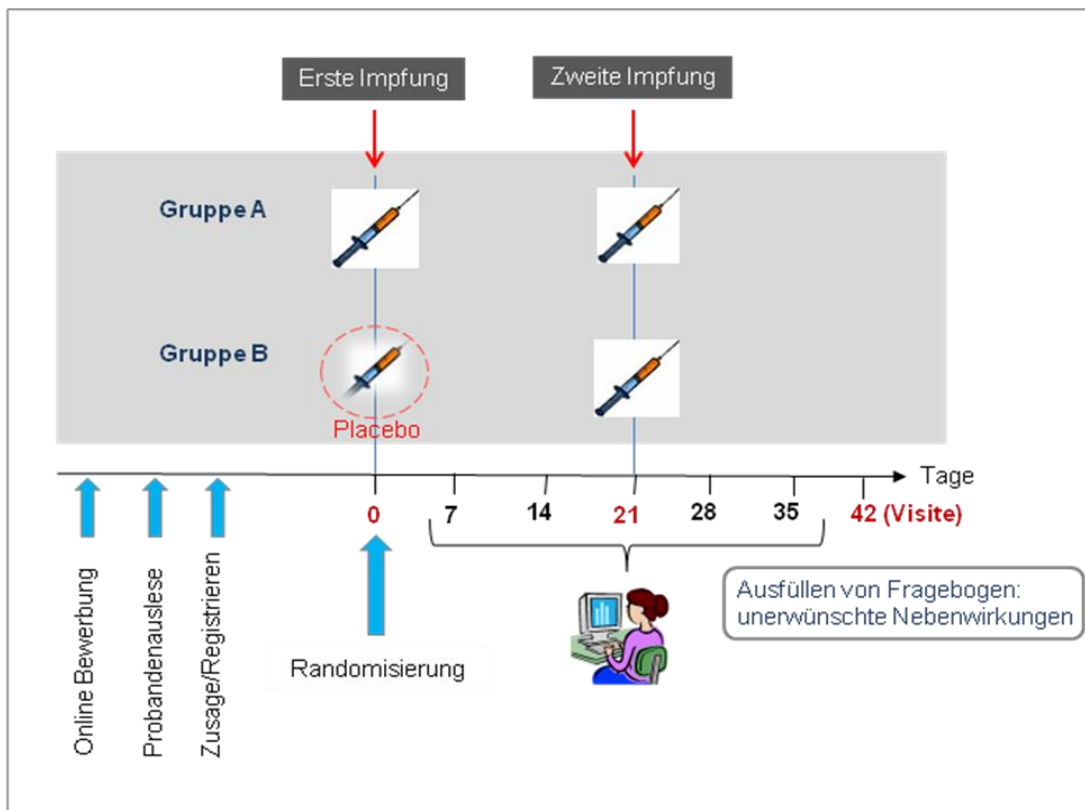 Erste Impfung
Zweite Impfung
Gruppe A
Gruppe B
Placebo
Tage
0
7
14
21
28
35
42 (Visite)
Online Bewerbung
Probandenauslese
Zusage/Registrieren
Randomisierung
Ausfüllen von Fragebogen:
unerwünschte Nebenwirkungen